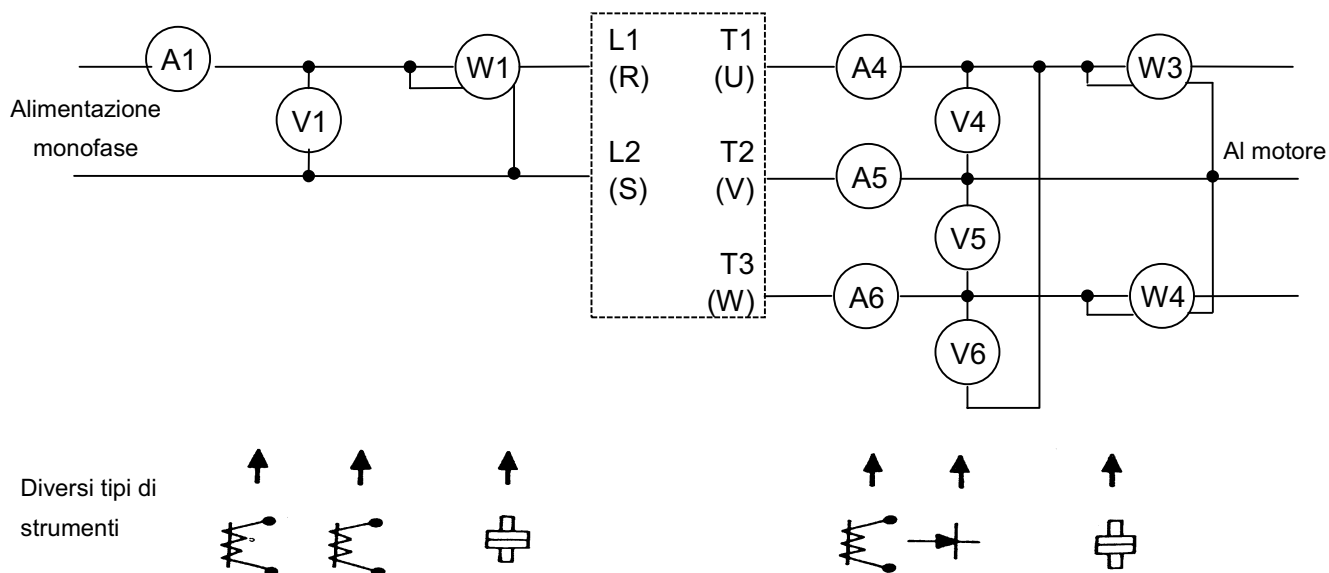 L1 T1
A1 W1 (R) (U) A4 W3
Alimentazione
monofase
V1 V4
L2 T2
(S) (V) A5 Al motore
V5
T3
(W) A6 W4
V6
Diversi tipi di
strumenti